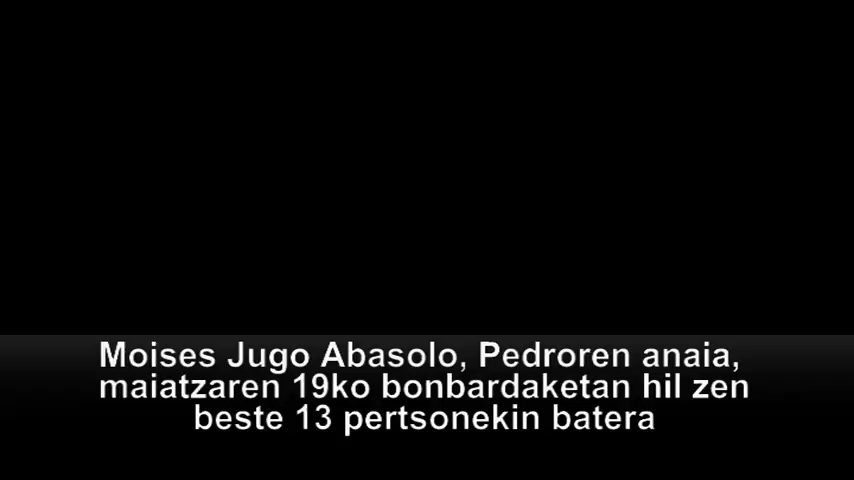 Moises Jugo Abasolo, Pedroren anaia,
maiatzaren 19ko bonbardaketan hil zen
beste 13 pertsonekin batera